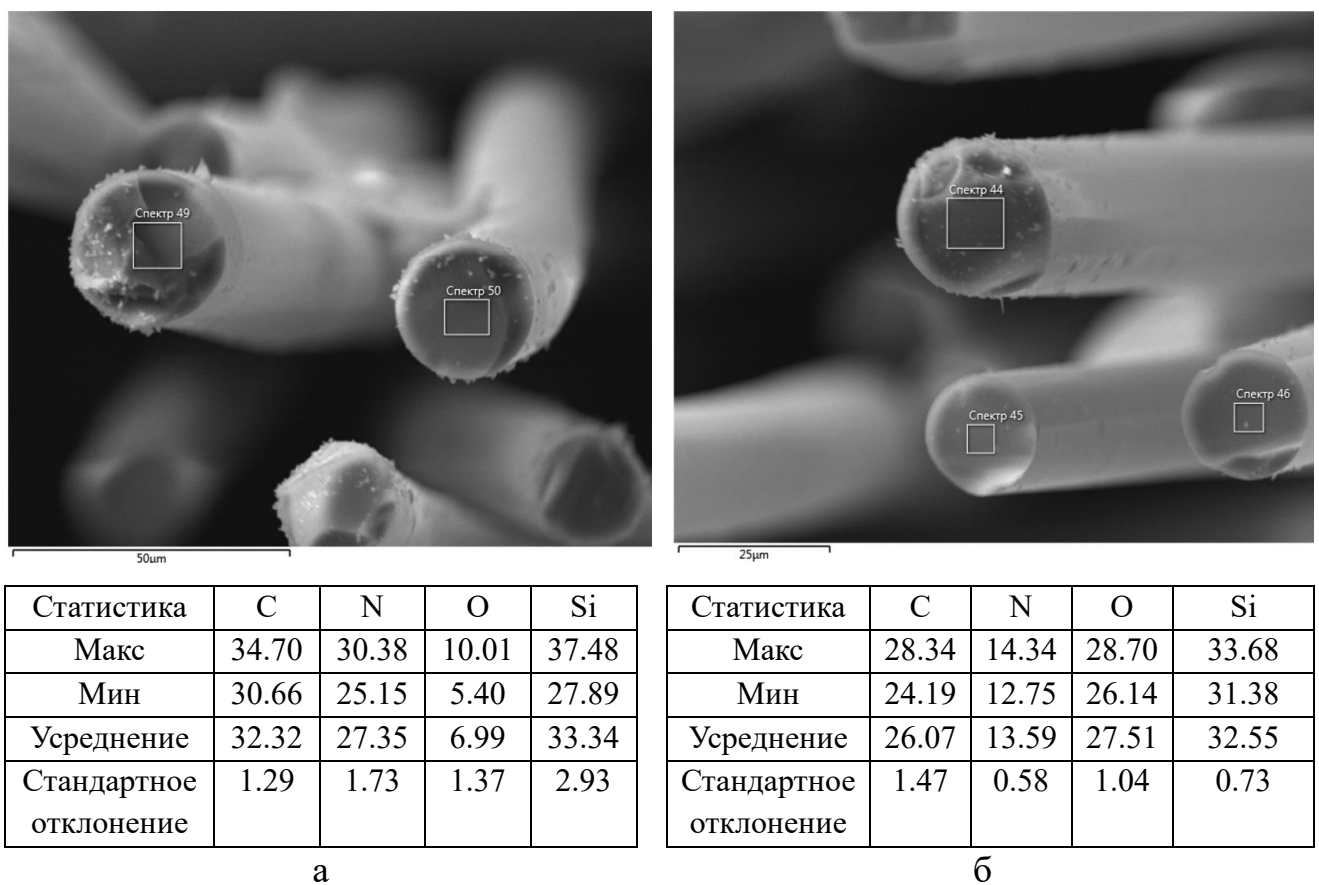 Спектр 49
Спектр 50
50µm
Спектр 44
Спектр 45
Спектр 46
25µm
Статистика C N O Si
Макс 34.70 30.38 10.01 37.48
Мин 30.66 25.15 5.40 27.89
Усреднение 32.32 27.35 6.99 33.34
Стандартное 1.29 1.73 1.37 2.93
отклонение
а
Статистика C N O Si
Макс 28.34 14.34 28.70 33.68
Мин 24.19 12.75 26.14 31.38
Усреднение 26.07 13.59 27.51 32.55
Стандартное 1.47 0.58 1.04 0.73
отклонение
б